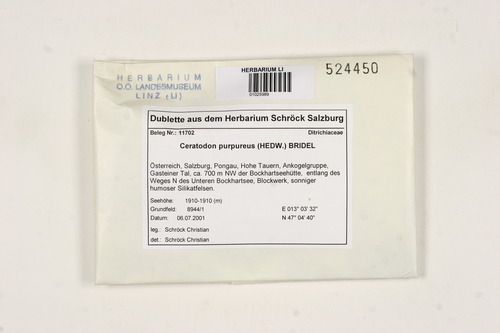 HERBARIUM
O.Ö. LANDESMUSEUM
LINZ (LI)
HERBARIUM LI
01025989
524450
Dublette aus dem Herbarium Schröck Salzburg
Beleg Nr.: 11702 Ditrichiaceae
Ceratodon purpureus (HEDW.) BRIDEL
Österreich, Salzburg, Pongau, Hohe Tauern, Ankogelgruppe,
Gasteiner Tal, ca. 700 m NW der Bockhartseehütte, entlang des
Weges N des Unteren Bockhartsee, Blockwerk, sonniger
humoser Silikatfelsen.
Seehöhe: 1910-1910 (m)
Grundfeld: 8944/1 E 013° 03' 32"
Datum: 06.07.2001 N 47° 04' 40"
leg.: Schröck Christian
det.: Schröck Christian